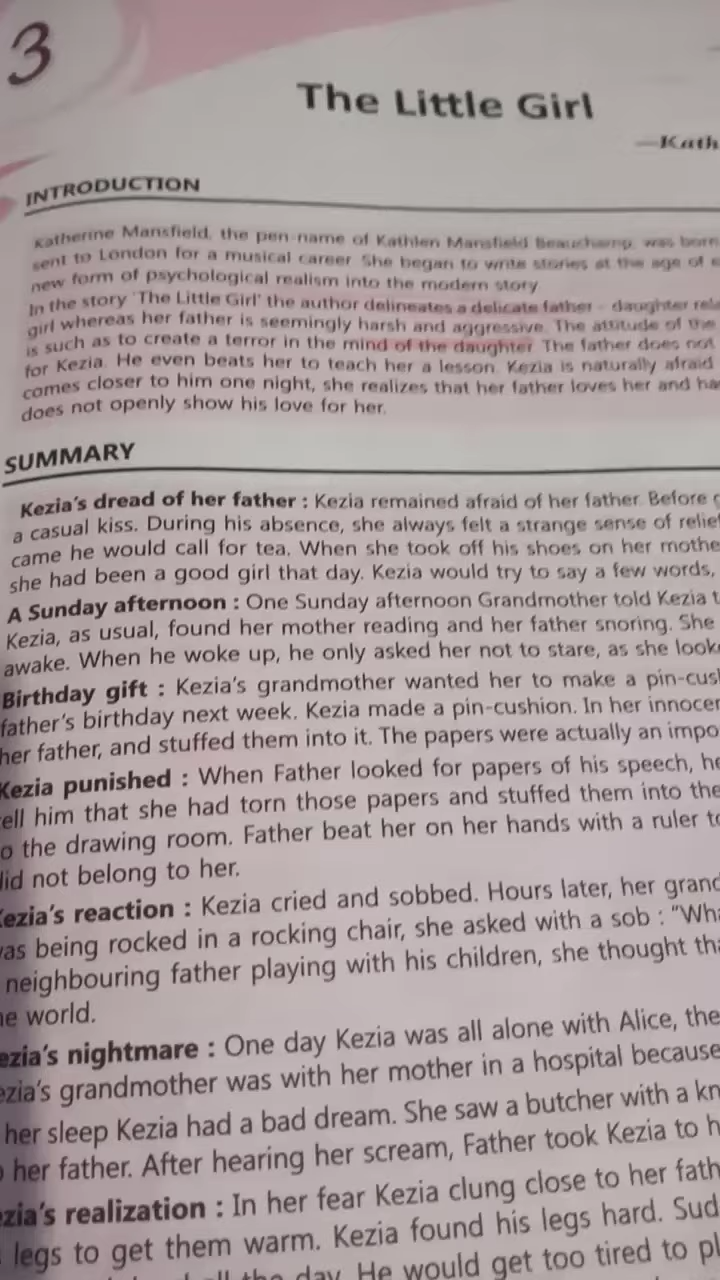 3
The Little Girl
—Kath
INTRODUCTION
Katherine Mansfield, the pen-name of Kathlen Mansfield Beauchamp, was born
sent to London for a musical career. She began to write stories at the age of
new form of psychological realism into the modern story.
In the story 'The Little Girl' the author delineates a delicate father - daughter rela
girl whereas her father is seemingly harsh and aggressive. The attitude of the
is such as to create a terror in the mind of the daughter. The father does not
for Kezia. He even beats her to teach her a lesson. Kezia is naturally afraid
comes closer to him one night, she realizes that her father loves her and ha
does not openly show his love for her.
SUMMARY
Kezia's dread of her father : Kezia remained afraid of her father. Before
a casual kiss. During his absence, she always felt a strange sense of relief
came he would call for tea. When she took off his shoes on her mothe
she had been a good girl that day. Kezia would try to say a few words,
A Sunday afternoon : One Sunday afternoon Grandmother told Kezia t
Kezia, as usual, found her mother reading and her father snoring. She
awake. When he woke up, he only asked her not to stare, as she look
Birthday gift : Kezia's grandmother wanted her to make a pin-cus
father's birthday next week. Kezia made a pin-cushion. In her innocen
her father, and stuffed them into it. The papers were actually an impo
Kezia punished : When Father looked for papers of his speech, he
ell him that she had torn those papers and stuffed them into the
o the drawing room. Father beat her on her hands with a ruler to
did not belong to her.
Kezia's reaction : Kezia cried and sobbed. Hours later, her grand
as being rocked in a rocking chair, she asked with a sob : "Wha
neighbouring father playing with his children, she thought tha
he world.
ezia's nightmare : One day Kezia was all alone with Alice, the
ezia's grandmother was with her mother in a hospital because
her sleep Kezia had a bad dream. She saw a butcher with a kn
her father. After hearing her scream, Father took Kezia to h
zia's realization : In her fear Kezia clung close to her fath
legs to get them warm. Kezia found his legs hard. Sud
all the day. He would get too tired to pl